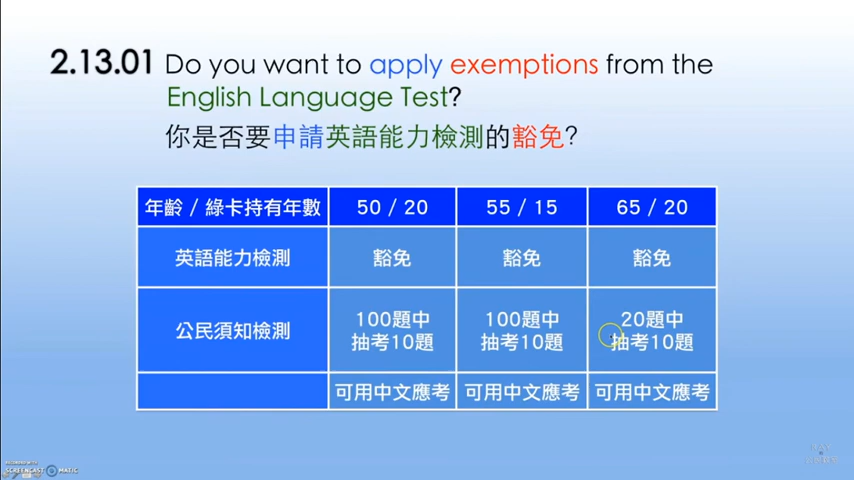 2.13.01 Do you want to apply exemptions from the
English Language Test?
你是否要申請英語能力檢測的豁免?
年齡 / 綠卡持有年數 50 / 20 55 / 15 65 / 20
英語能力檢測 豁免 豁免 豁免
公民須知檢測 100題中 抽考10題 100題中 抽考10題 20題中 抽考10題
可用中文應考 可用中文應考 可用中文應考
RECORDED WITH
SCREENCAST MATIC